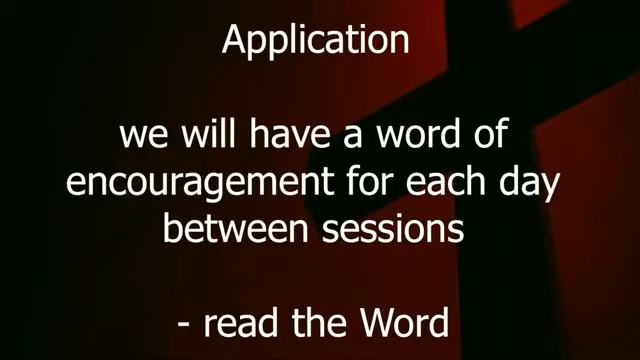 Application
we will have a word of
encouragement for each day
between sessions
- read the Word